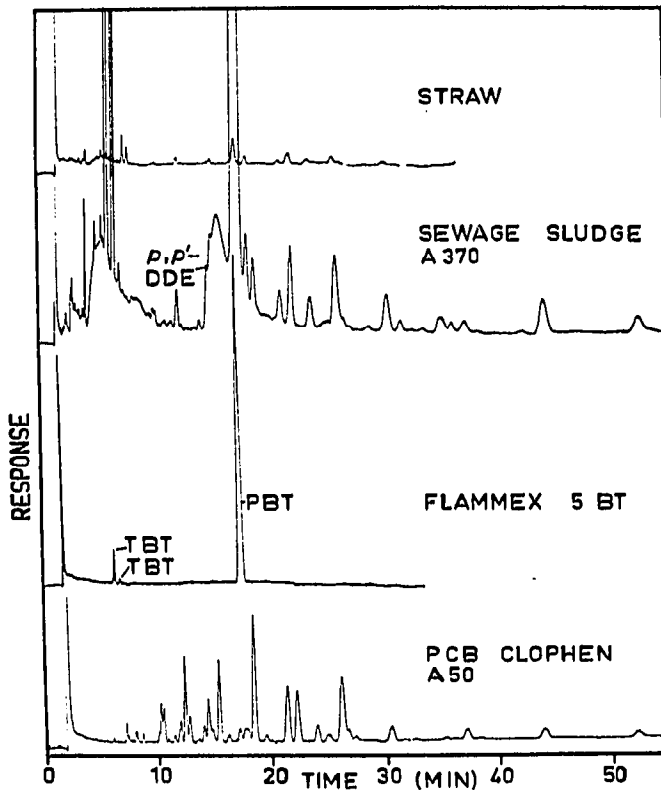 STRAW
SEWAGE SLUDGE
A 370
p,p'-
DDE
PBT
FLAMMEX 5 BT
TBT
TBT
PCB CLOPHEN
A 50
RESPONSE
0 10 20 30 40 50
TIME (MIN)